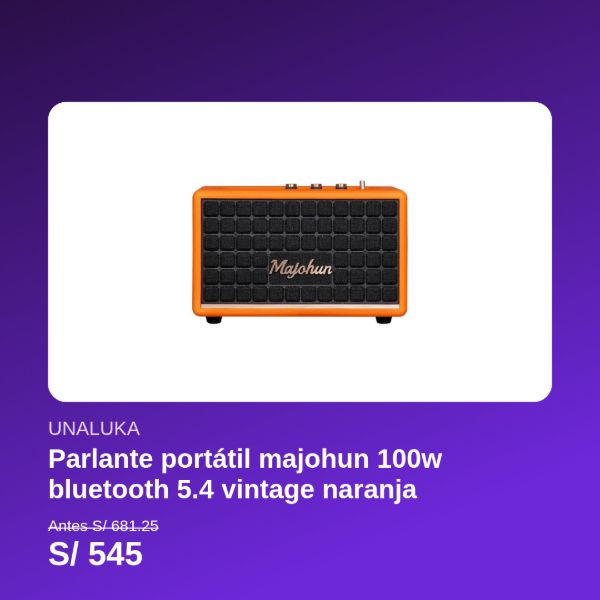 Majohun
UNALUKA
Parlante portátil majohun 100w
bluetooth 5.4 vintage naranja
Antes S/ 681.25
S/ 545